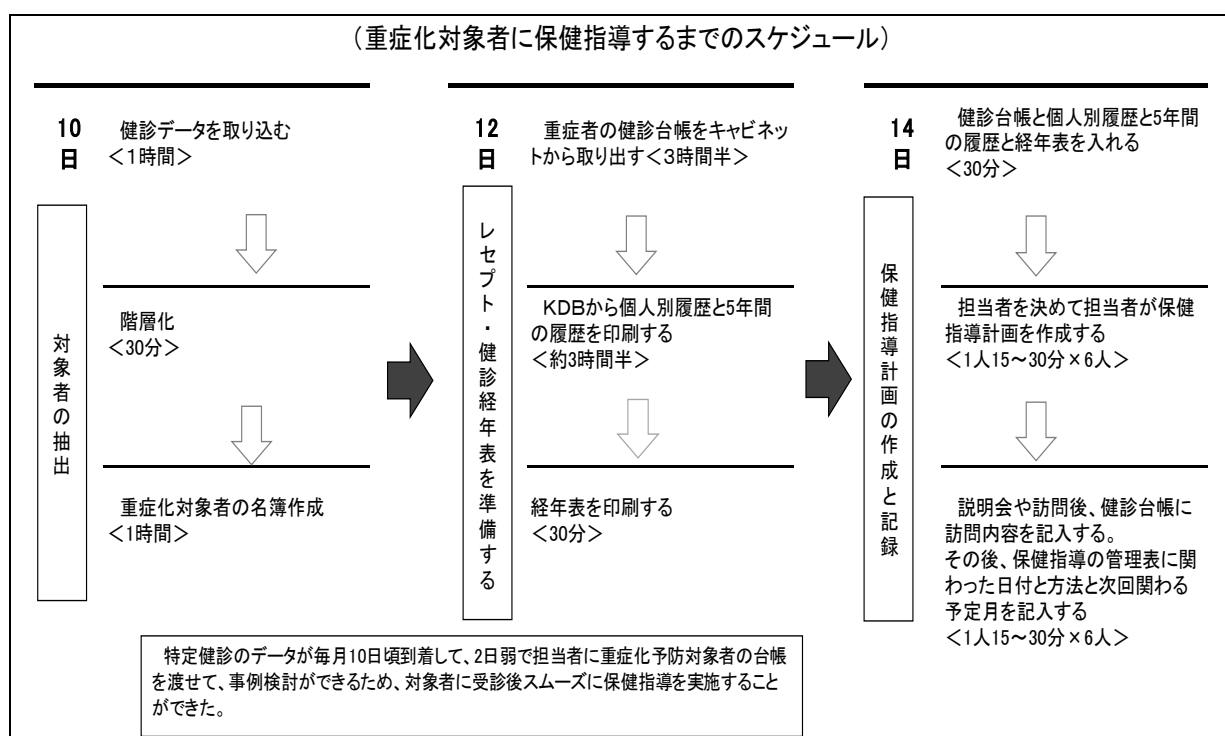 (重症化対象者に保健指導するまでのスケジュール)
10
日
健診データを取り込む
<1時間>
対象者の抽出
階層化
<30分>
重症化対象者の名簿作成
<1時間>
12
日
重症者の健診台帳をキャビネッ
トから取り出す<3時間半>
レセプト・健診経年表を準備する
KDBから個人別履歴と5年間
の履歴を印刷する
<約3時間半>
経年表を印刷する
<30分>
14
日
健診台帳と個人別履歴と5年間
の履歴と経年表を入れる
<30分>
保健指導計画の作成と記録
担当者を決めて担当者が保健
指導計画を作成する
<1人15~30分×6人>
説明会や訪問後、健診台帳に
訪問内容を記入する。
その後、保健指導の管理表に関
わった日付と方法と次回関わる
予定月を記入する
<1人15~30分×6人>
特定健診のデータが毎月10日頃到着して、2日弱で担当者に重症化予防対象者の台帳
を渡せて、事例検討ができるため、対象者に受診後スムーズに保健指導を実施すること
ができた。